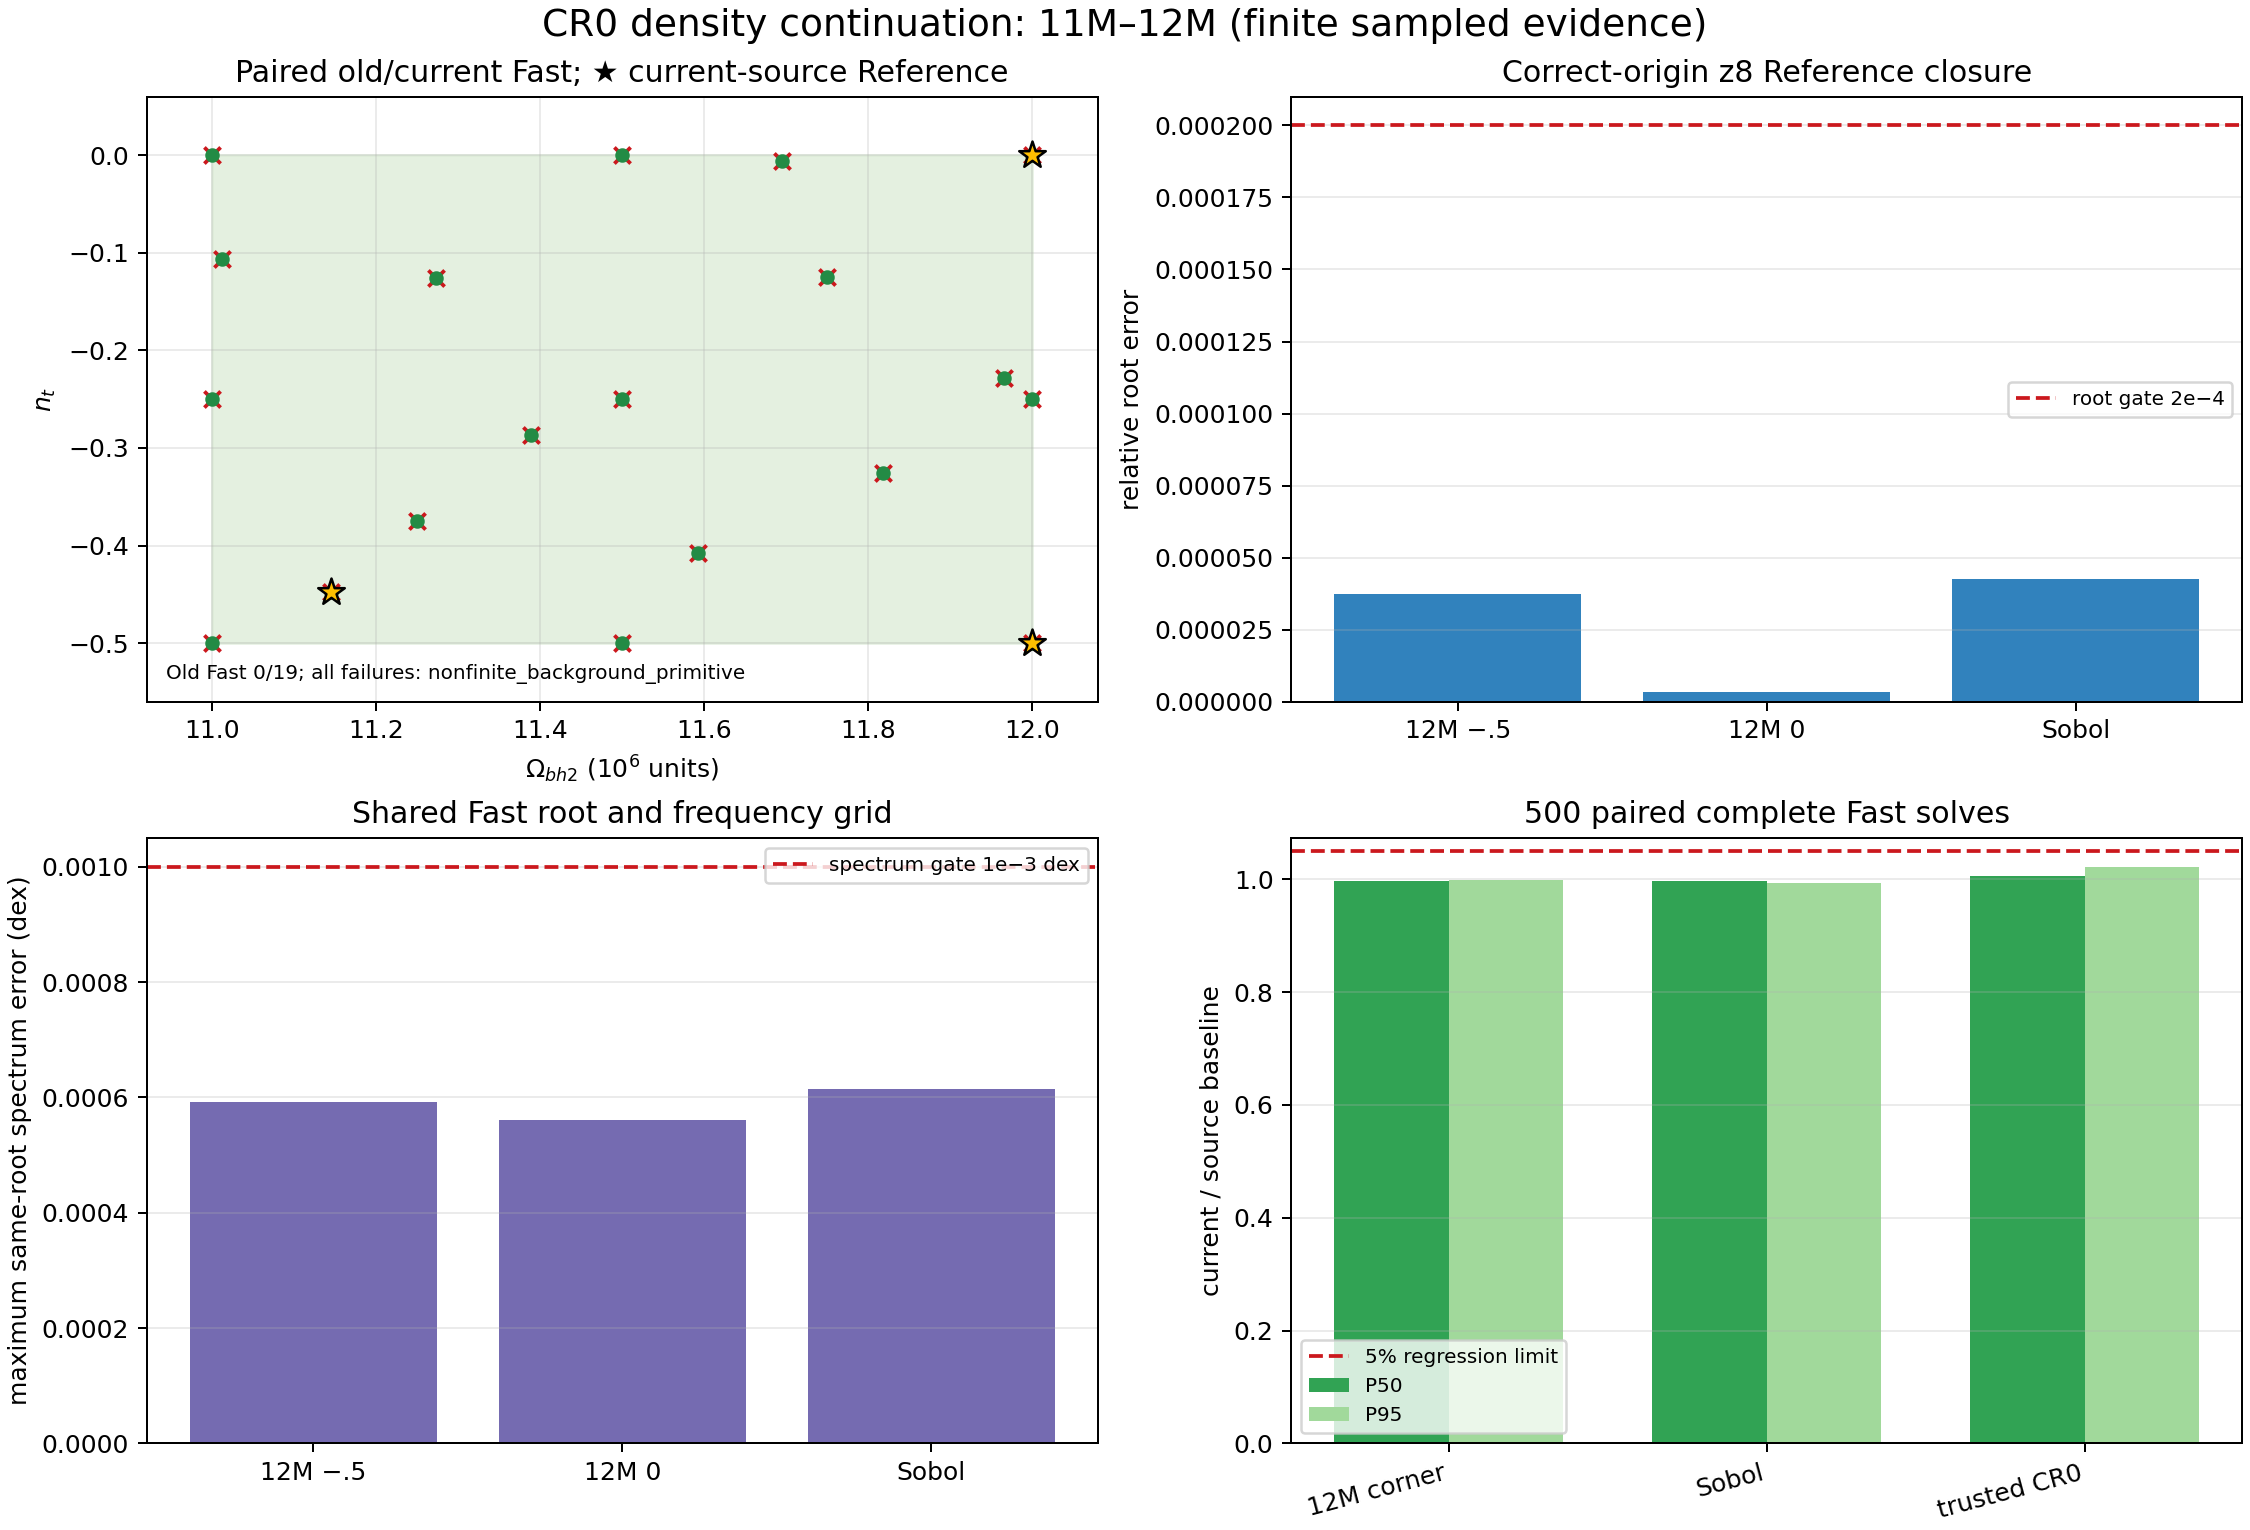 CR0 density continuation: 11M–12M (finite sampled evidence)
Paired old/current Fast; ★ current-source Reference
0.0
−0.1
−0.2
−0.3
−0.4
−0.5
n_t
Old Fast 0/19; all failures: nonfinite_background_primitive
11.0 11.2 11.4 11.6 11.8 12.0
Ω_bh2 (10^6 units)
Correct-origin z8 Reference closure
0.000200
0.000175
0.000150
0.000125
0.000100
0.000075
0.000050
0.000025
0.000000
relative root error
root gate 2e−4
12M −.5 12M 0 Sobol
Shared Fast root and frequency grid
0.0010
0.0008
0.0006
0.0004
0.0002
0.0000
maximum same-root spectrum error (dex)
spectrum gate 1e−3 dex
12M −.5 12M 0 Sobol
500 paired complete Fast solves
1.0
0.8
0.6
0.4
0.2
0.0
current / source baseline
5% regression limit
P50
P95
12M corner Sobol trusted CR0